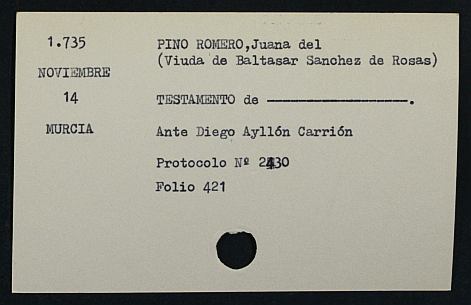 1.735
NOVIEMBRE
14
MURCIA
PINO ROMERO,Juana del
(Viuda de Baltasar Sanchez de Rosas)
TESTAMENTO de ------------------.
Ante Diego Ayllón Carrión
Protocolo Nº 2430
Folio 421